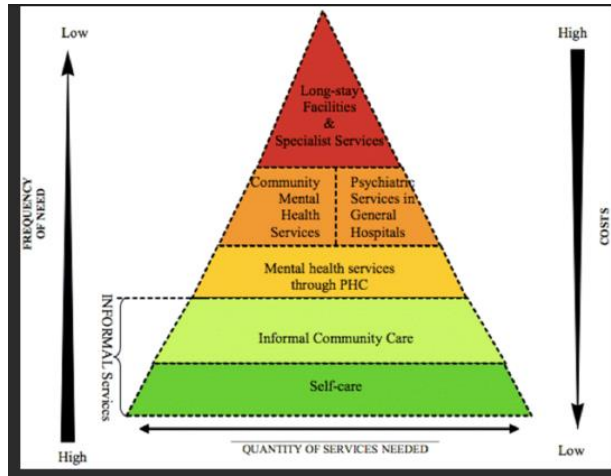 Low
High
Long-stay
Facilities
&
Specialist Services
Community
Mental
Health
Services
Psychiatric
Services in
General
Hospitals
FREQUENCY
OF NEED
COSTS
Mental health services
through PHC
INFORMAL Services
Informal Community Care
Self-care
High
QUANTITY OF SERVICES NEEDED
Low